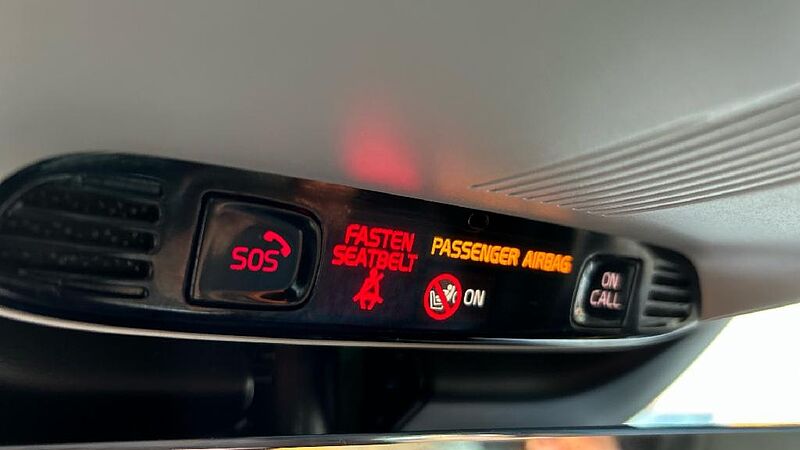 SOS
FASTEN
SEATBELT
PASSENGER AIRBAG
ON
ON
CALL